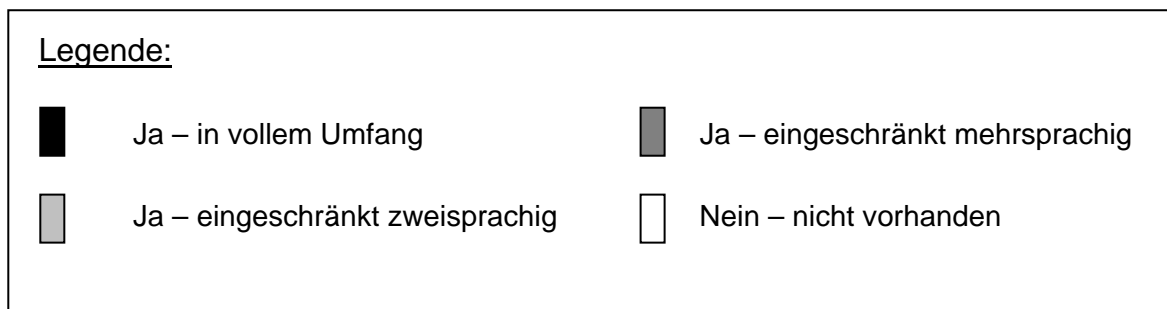 Legende:
Ja – in vollem Umfang
Ja – eingeschränkt mehrsprachig
Ja – eingeschränkt zweisprachig
Nein – nicht vorhanden